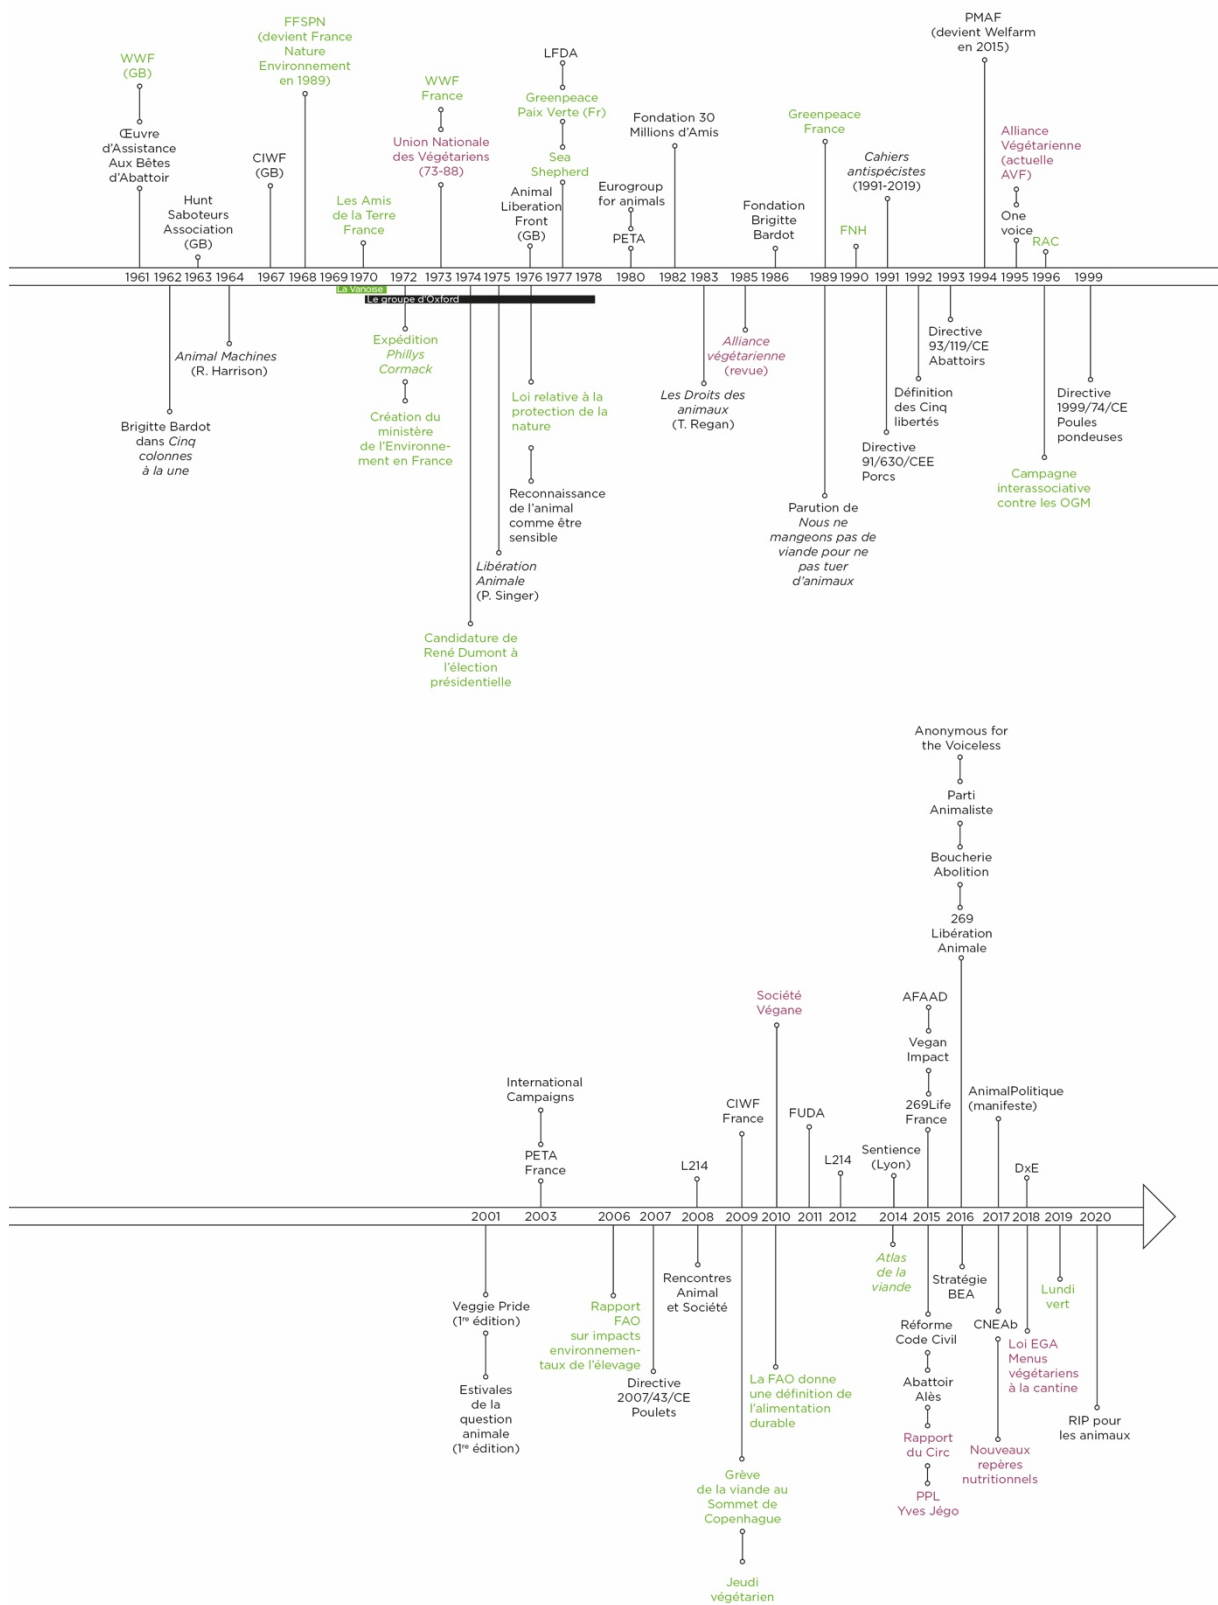 WWF
(GB)
Œuvre
d'Assistance
Aux Bêtes
d'Abattoir
Hunt
Saboteurs
Association
(GB)
CIWF
(GB)
FFSPN
(devient France
Nature
Environnement
en 1989)
Les Amis
de la Terre
France
WWF
France
Union Nationale
des Végétariens
(73-88)
Animal
Liberation
Front
(GB)
LFDA
Greenpeace
Paix Verte (Fr)
Sea
Shepherd
Eurogroup
for animals
PETA
Fondation 30
Millions d'Amis
Fondation
Brigitte
Bardot
Greenpeace
France
FNH
Cahiers
antispécistes
(1991-2019)
PMAF
(devient Welfarm
en 2015)
Alliance
Végétarienne
(actuelle
AVF)
One
voice
RAC
1961 1962 1963 1964 1967 1968 1969 1970 1972 1973 1974 1975 1976 1977 1978 1980 1982 1983 1985 1986 1989 1990 1991 1992 1993 1994 1995 1996 1999
La Vanoise
Le groupe d'Oxford
Brigitte Bardot
dans Cinq
colonnes
à la une
Animal Machines
(R. Harrison)
Expédition
Phillys
Cormack
Création du
ministère
de l'Environne-
ment en France
Candidature de
René Dumont à
l'élection
présidentielle
Libération
Animale
(P. Singer)
Loi relative à la
protection de la
nature
Reconnaissance
de l'animal
comme être
sensible
Les Droits des
animaux
(T. Regan)
Alliance
végétarienne
(revue)
Parution de
Nous ne
mangeons pas de
viande pour ne
pas tuer
d'animaux
Directive
91/630/CEE
Porcs
Définition
des Cinq
libertés
Directive
93/119/CE
Abattoirs
Campagne
interassociative
contre les OGM
Directive
1999/74/CE
Poules
pondeuses
International
Campaigns
PETA
France
L214
CIWF
France
Société
Végane
FUDA
L214
Sentience
(Lyon)
AFAAD
Vegan
Impact
269Life
France
Anonymous for
the Voiceless
Parti
Animaliste
Boucherie
Abolition
269
Libération
Animale
AnimalPolitique
(manifeste)
DxE
2001 2003 2006 2007 2008 2009 2010 2011 2012 2014 2015 2016 2017 2018 2019 2020
Veggie Pride
(1re édition)
Estivales
de la
question
animale
(1re édition)
Rapport
FAO
sur impacts
environnemen-
taux de l'élevage
Directive
2007/43/CE
Poulets
Rencontres
Animal
et Société
Grève
de la viande au
Sommet de
Copenhague
Jeudi
végétarien
La FAO donne
une définition de
l'alimentation
durable
Atlas
de la
viande
Réforme
Code Civil
Abattoir
Alès
Rapport
du Circ
PPL
Yves Jégo
Stratégie
BEA
CNEAb
Nouveaux
repères
nutritionnels
Loi EGA
Menus
végétariens
à la cantine
Lundi
vert
RIP pour
les animaux